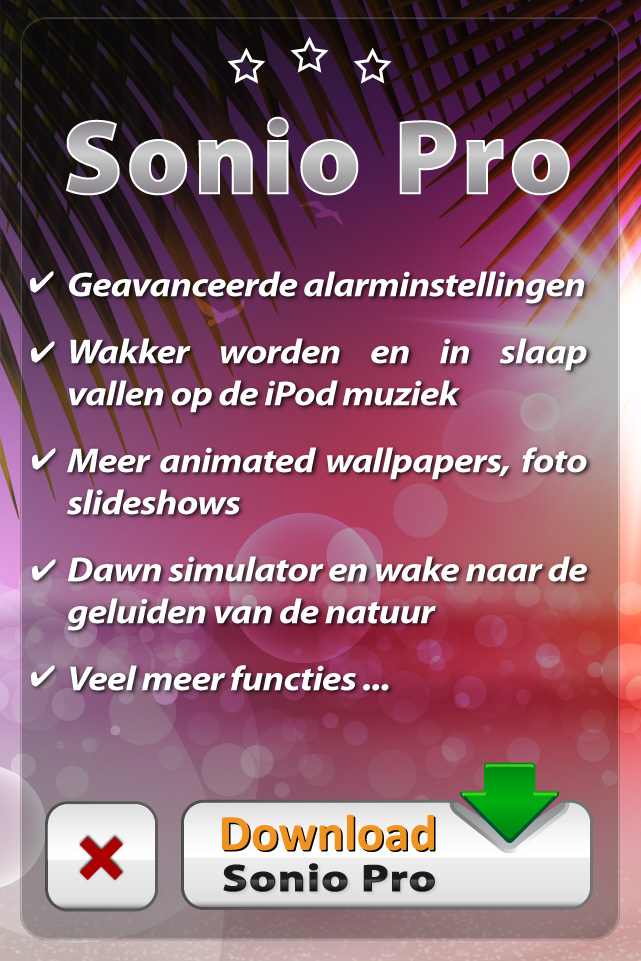 Sonio Pro
Geavanceerde alarminstellingen
Wakker worden en in slaap
vallen op de iPod muziek
Meer animated wallpapers, foto
slideshows
Dawn simulator en wake naar de
geluiden van de natuur
Veel meer functies ...
Download
Sonio Pro